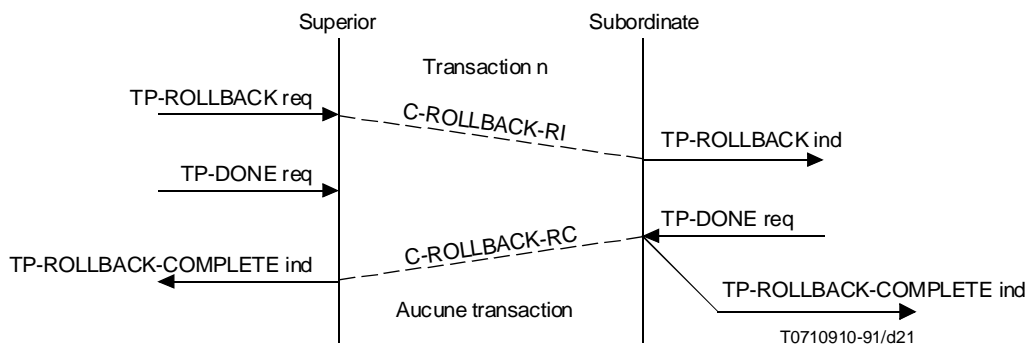 Superior
Subordinate
Transaction n
TP-ROLLBACK req
C-ROLLBACK-RI
TP-ROLLBACK ind
TP-DONE req
TP-DONE req
C-ROLLBACK-RC
TP-ROLLBACK-COMPLETE ind
TP-ROLLBACK-COMPLETE ind
Aucune transaction
T0710910-91/d21